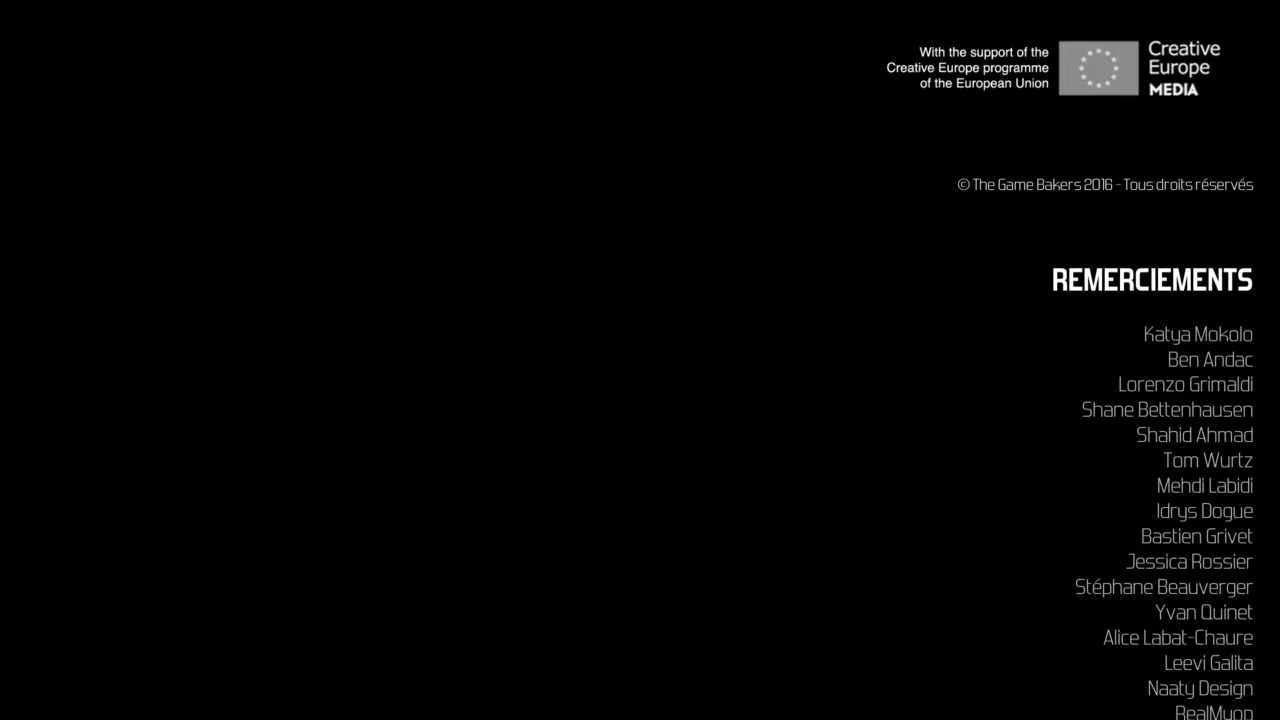 With the support of the
Creative Europe programme
of the European Union
Creative
Europe
MEDIA
© The Game Bakers 2016 - Tous droits réservés
REMERCIEMENTS
Katya Mokolo
Ben Andac
Lorenzo Grimaldi
Shane Bettenhausen
Shahid Ahmad
Tom Wurtz
Mehdi Labidi
Idrys Dogue
Bastien Grivet
Jessica Rossier
Stéphane Beauverger
Yvan Quinet
Alice Labat-Chaure
Leevi Galita
Naaty Design
RealMyop